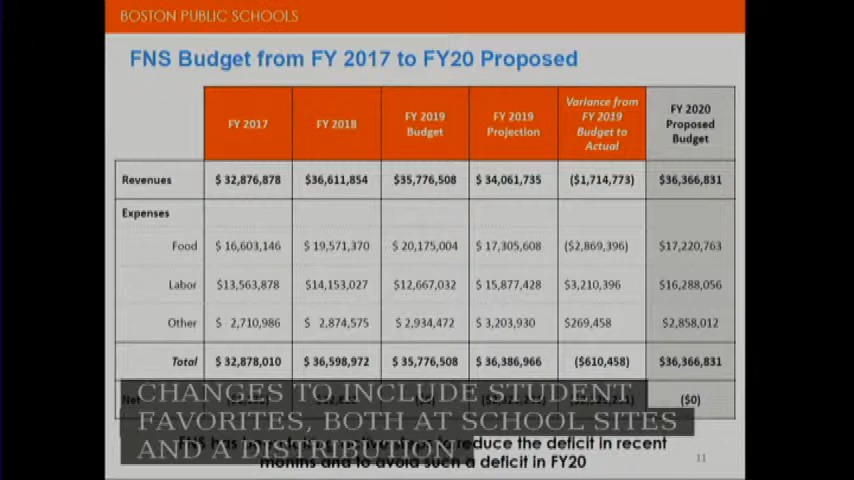 BOSTON PUBLIC SCHOOLS
FNS Budget from FY 2017 to FY20 Proposed
FY 2017 FY 2018 FY 2019 Budget FY 2019 Projection Variance from FY 2019 Budget to Actual FY 2020 Proposed Budget
Revenues $ 32,876,878 $36,611,854 $35,776,508 $ 34,061,735 ($1,714,773) $36,366,831
Expenses
Food $ 16,603,146 $ 19,571,370 $ 20,175,004 $ 17,305,608 ($2,869,396) $17,220,763
Labor $13,563,878 $14,153,027 $12,667,032 $ 15,877,428 $3,210,396 $16,288,056
Other $ 2,710,986 $ 2,874,575 $ 2,934,472 $ 3,203,930 $269,458 $2,858,012
Total $ 32,878,010 $ 36,598,972 $ 35,776,508 $ 36,386,966 ($610,458) $36,366,831
Net ($0)
CHANGES TO INCLUDE STUDENT
FAVORITES, BOTH AT SCHOOL SITES
AND A DISTRIBUTION
FNS has reduce the deficit in recent
months and to avoid such a deficit in FY20
11